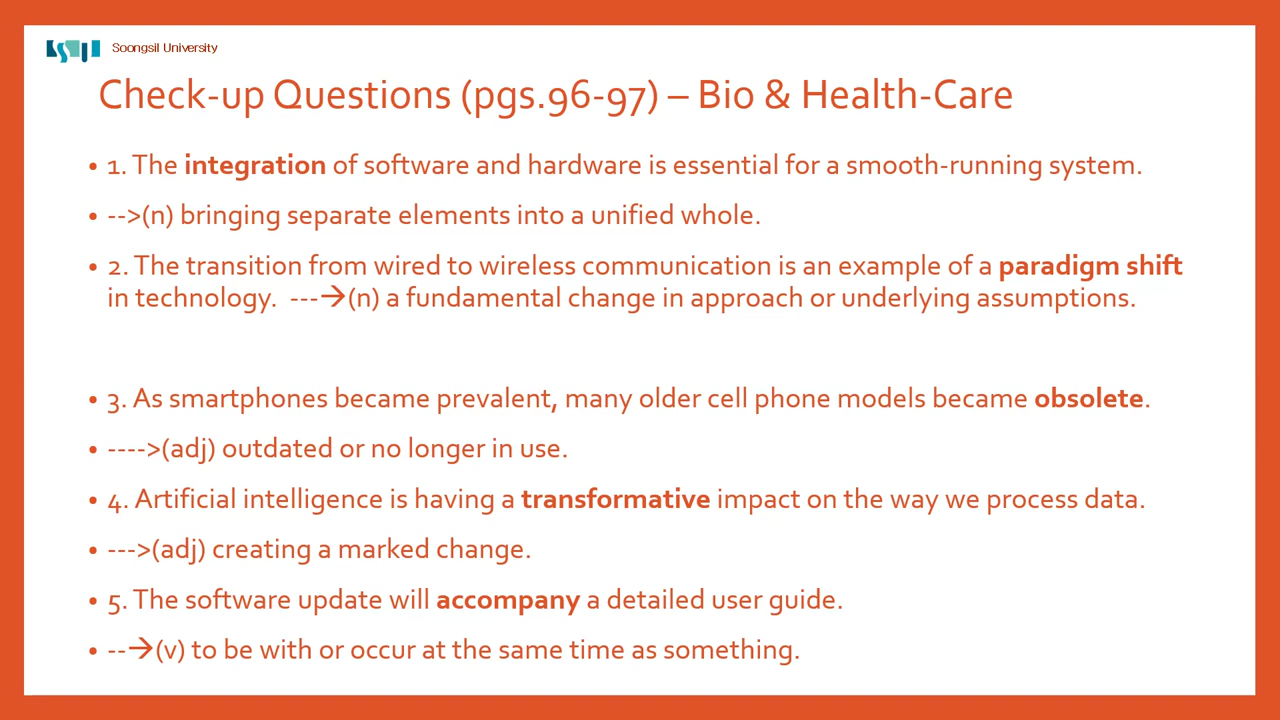 Soongsil University
Check-up Questions (pgs.96-97) – Bio & Health-Care
• 1. The integration of software and hardware is essential for a smooth-running system.
• -->(n) bringing separate elements into a unified whole.
• 2. The transition from wired to wireless communication is an example of a paradigm shift
in technology.  ---→(n) a fundamental change in approach or underlying assumptions.
• 3. As smartphones became prevalent, many older cell phone models became obsolete.
• ---->(adj) outdated or no longer in use.
• 4. Artificial intelligence is having a transformative impact on the way we process data.
• --->(adj) creating a marked change.
• 5. The software update will accompany a detailed user guide.
• --→(v) to be with or occur at the same time as something.